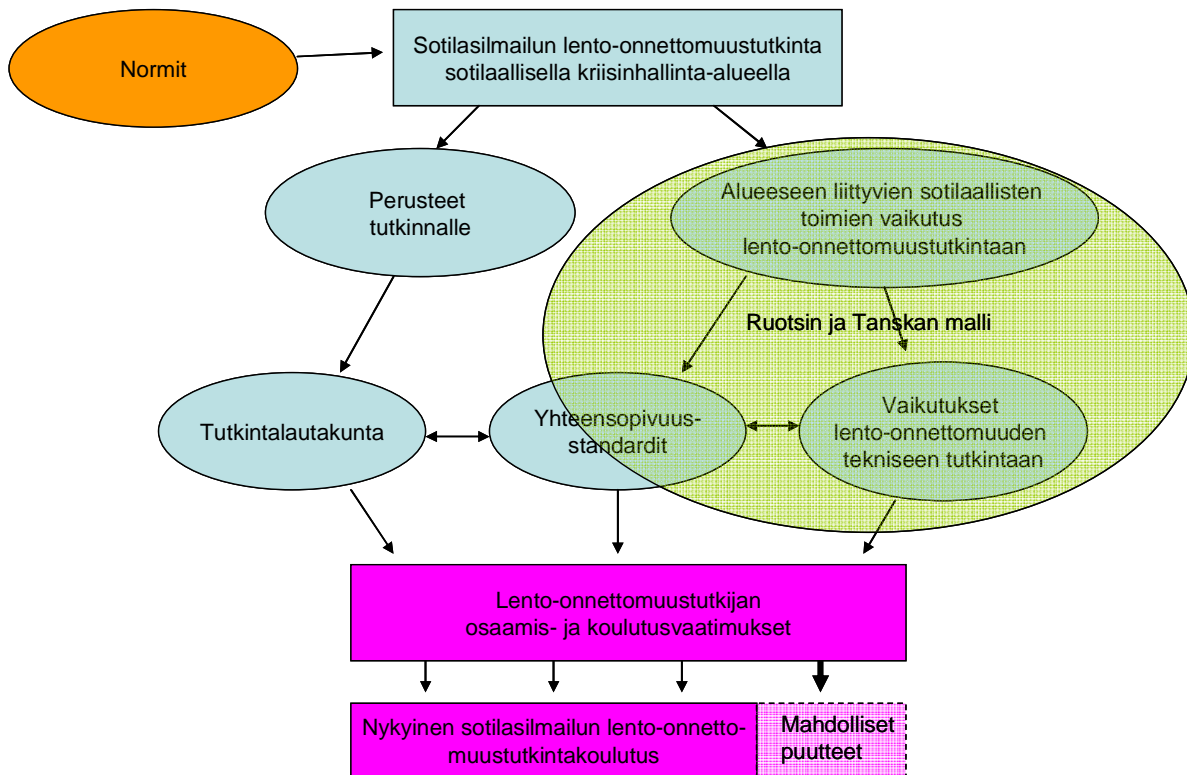 Normit
Sotilasilmailun lento-onnettomuustutkinta
sotilaallisella kriisinhallinta-alueella
Perusteet
tutkinnalle
Alueeseen liittyvien sotilaallisten
toimien vaikutus
lento-onnettomuustutkintaan
Ruotsin ja Tanskan malli
Tutkintalautakunta
Yhteensopivuus-
standardit
Vaikutukset
lento-onnettomuuden
tekniseen tutkintaan
Lento-onnettomuustutkijan
osaamis- ja koulutusvaatimukset
Nykyinen sotilasilmailun lento-onnetto-
muustutkintakoulutus
Mahdolliset
puutteet